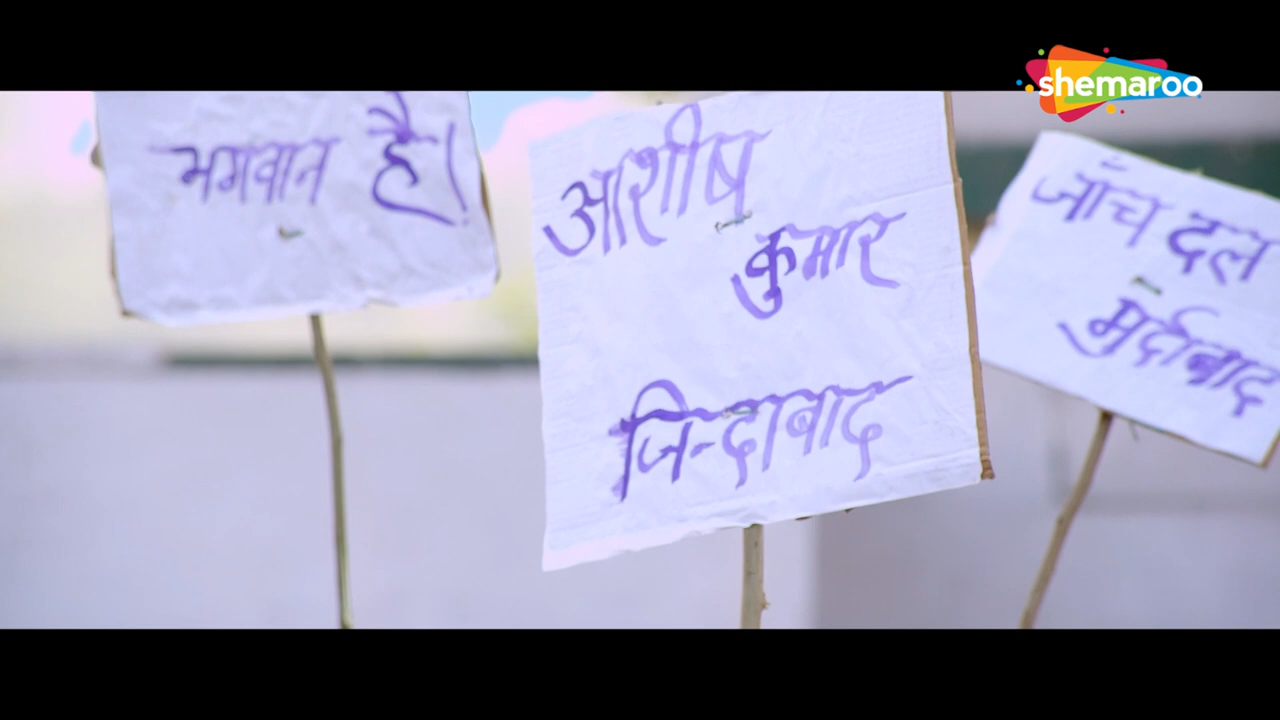 shemaroo
भगवान है।
आशीष
कुमार
जिन्दाबाद
जाँच दल
मुर्दाबाद